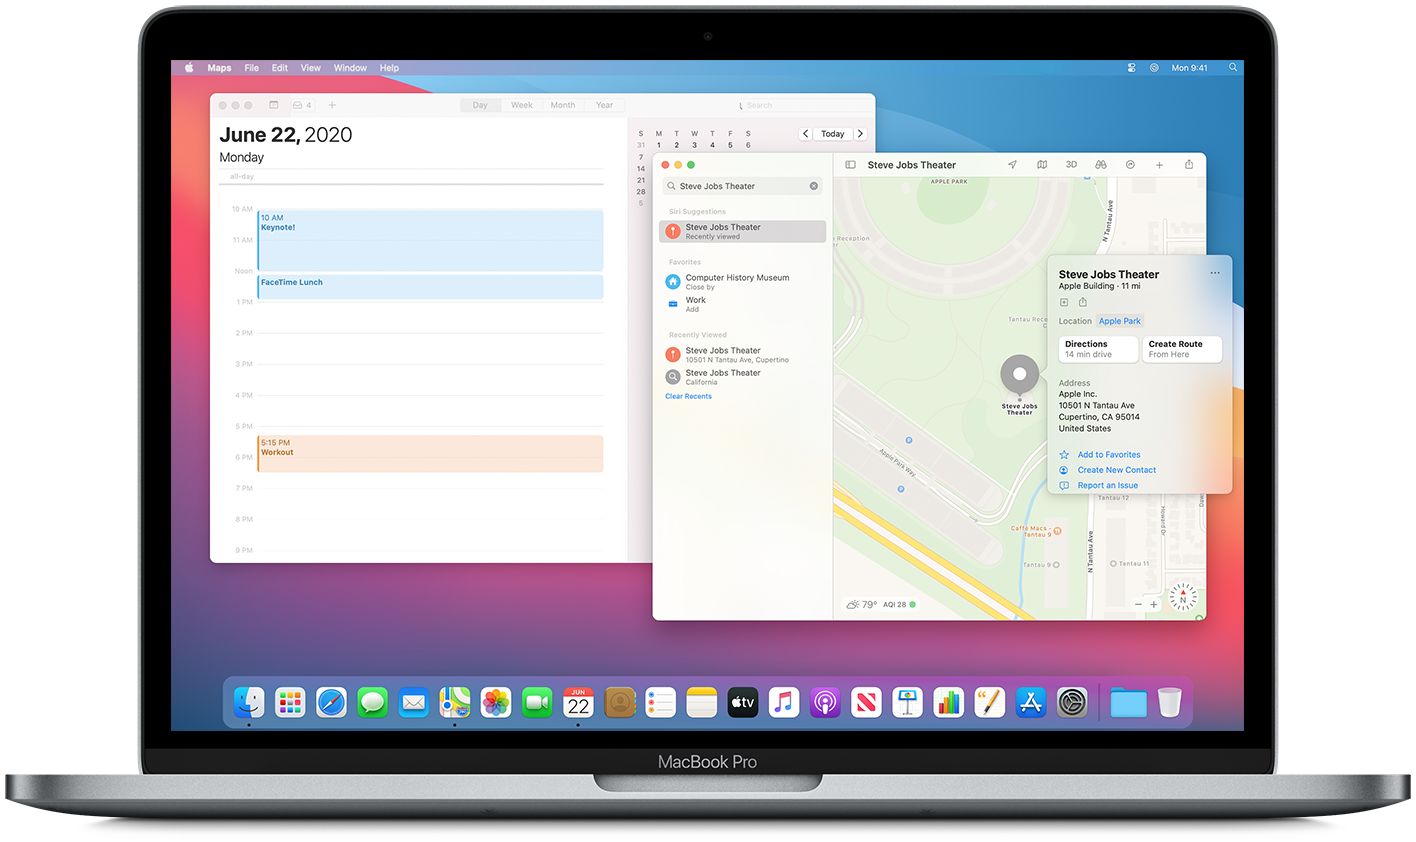 Maps File Edit View Window Help
Mon 9:41
4
Day Week Month Year
Search
June 22, 2020
Monday
all-day
10 AM
11 AM
Noon
1 PM
2 PM
3 PM
4 PM
5 PM
6 PM
7 PM
8 PM
9 PM
10 AM
Keynote!
FaceTime Lunch
5:15 PM
Workout
Today
S M T W T F S
31 1 2 3 4 5 6
7
14
21
28
5
Steve Jobs Theater
Siri Suggestions
Steve Jobs Theater
Recently viewed
Favorites
Computer History Museum
Close by
Work
Add
Recently Viewed
Steve Jobs Theater
10501 N Tantau Ave, Cupertino
Steve Jobs Theater
California
Clear Recents
Steve Jobs Theater
3D
APPLE PARK
N Tantau Ave
Reception
Tantau Rece
Steve Jobs
Theater
P
Apple Park Way
P
Caffè Macs -
Tantau 9
Tantau 9
N Tantau Ave
Tantau 12
Tantau 11
Howard Dr
79° AQI 28
N
Steve Jobs Theater
Apple Building · 11 mi
Location Apple Park
Directions
14 min drive
Create Route
From Here
Address
Apple Inc.
10501 N Tantau Ave
Cupertino, CA 95014
United States
Add to Favorites
Create New Contact
Report an Issue
JUN
22
tv
MacBook Pro